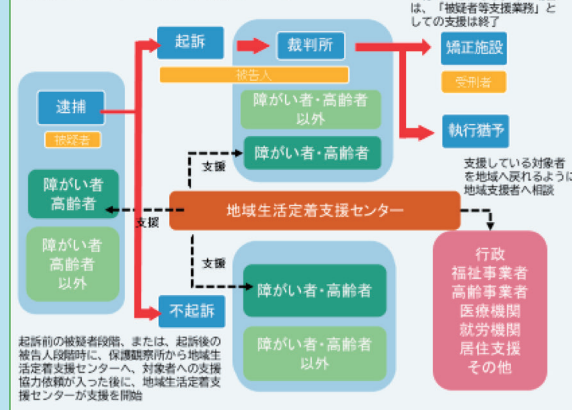 は、「被疑者等支援業務」と
しての支援は終了
起訴
裁判所
矯正施設
被告人
受刑者
逮捕
被疑者
障がい者・高齢者
以外
執行猶予
障がい者・高齢者
支援
支援している対象者
を地域へ戻れるように
地域支援者へ相談
障がい者
高齢者
地域生活定着支援センター
支援
障がい者
高齢者
以外
支援
行政
福祉事業者
高齢事業者
医療機関
就労機関
居住支援
その他
障がい者・高齢者
不起訴
障がい者・高齢者
以外
起訴前の被疑者段階、または、起訴後の
被告人段階時に、保護観察所から地域生
活定着支援センターへ、対象者への支援
協力依頼が入った後に、地域生活定着支
援センターが支援を開始